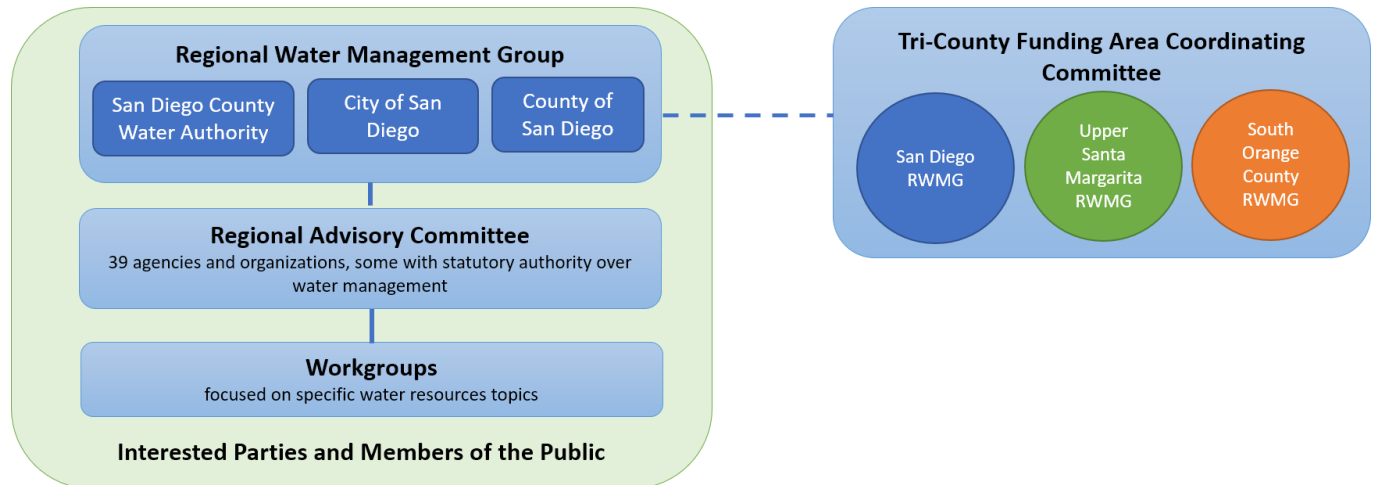 Regional Water Management Group
San Diego County
Water Authority
City of San
Diego
County of
San Diego
Regional Advisory Committee
39 agencies and organizations, some with statutory authority over
water management
Workgroups
focused on specific water resources topics
Interested Parties and Members of the Public
Tri-County Funding Area Coordinating
Committee
San Diego
RWMG
Upper
Santa
Margarita
RWMG
South
Orange
County
RWMG